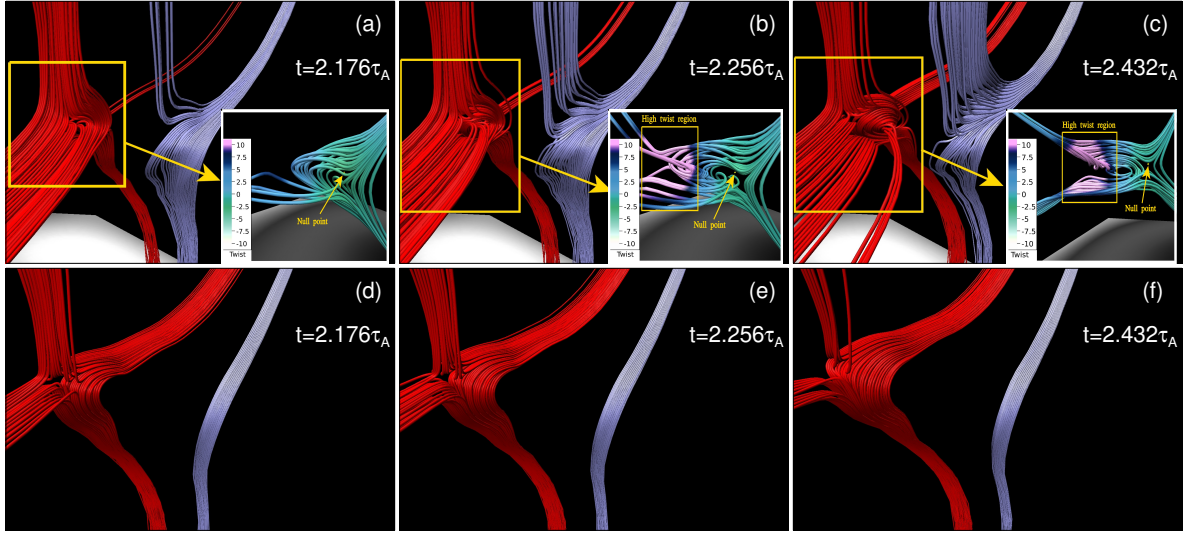 (a)
t=2.176τA
10
7.5
5
2.5
0
-2.5
-5
-7.5
-10
Twist
Null point
(b)
t=2.256τA
High twist region
10
7.5
5
2.5
0
-2.5
-5
-7.5
-10
Twist
Null point
(c)
t=2.432τA
High twist region
10
7.5
5
2.5
0
-2.5
-5
-7.5
-10
Twist
Null point
(d)
t=2.176τA
(e)
t=2.256τA
(f)
t=2.432τA